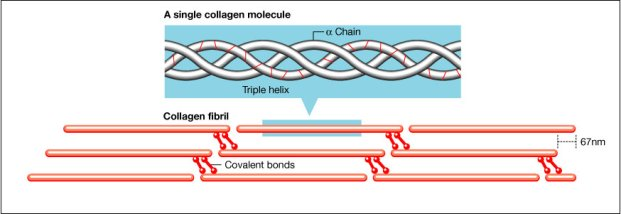 A single collagen molecule
α Chain
Triple helix
Collagen fibril
67nm
Covalent bonds